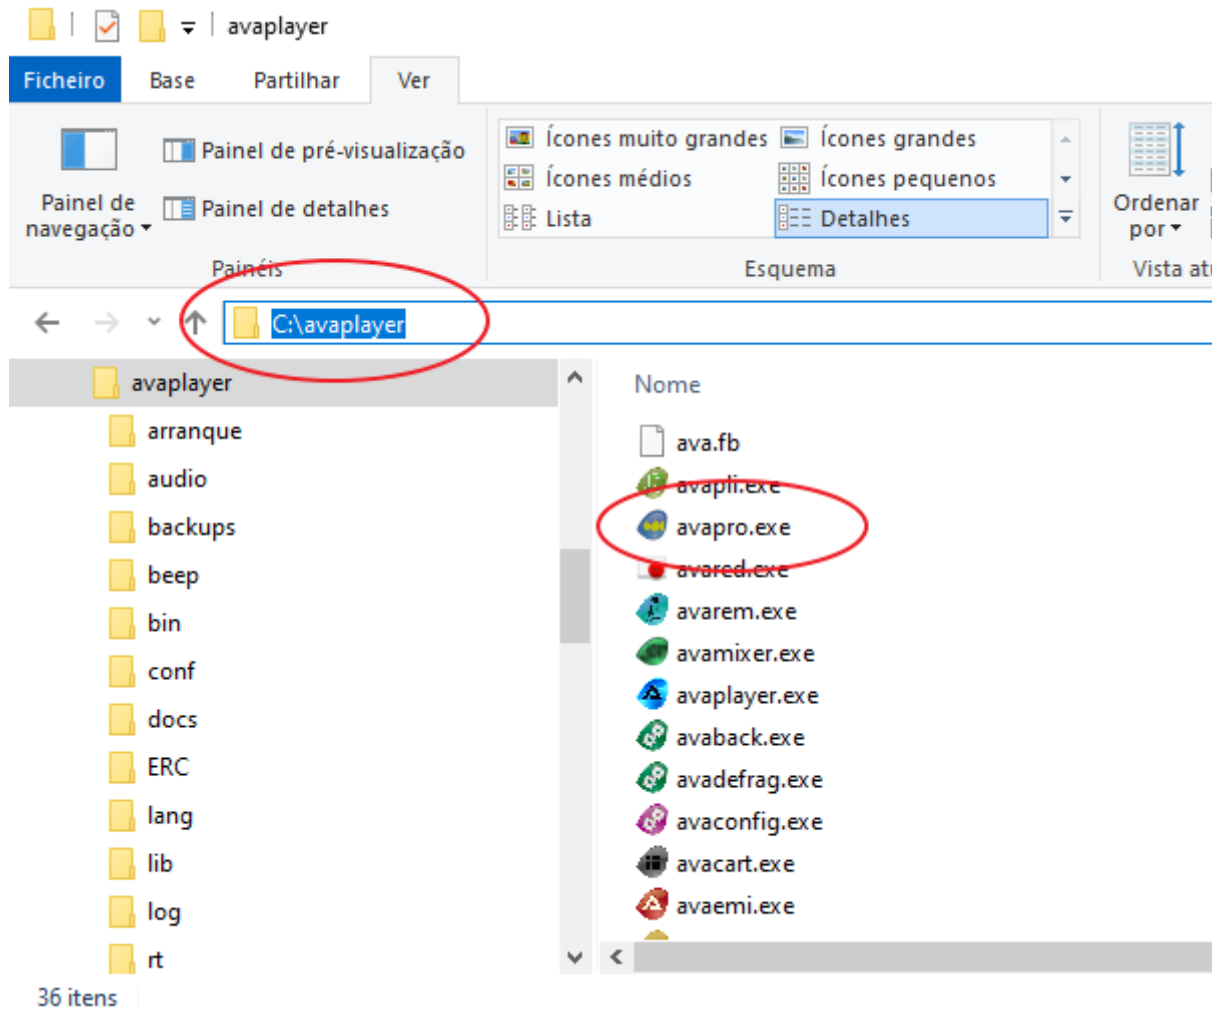 avaplayer
Ficheiro Base Partilhar Ver
Painel de navegação
Painel de pré-visualização
Painel de detalhes
Painéis
Ícones muito grandes Ícones grandes
Ícones médios Ícones pequenos
Lista Detalhes
Esquema
Ordenar por
Vista at
C:\avaplayer
avaplayer
arranque
audio
backups
beep
bin
conf
docs
ERC
lang
lib
log
rt
Nome
ava.fb
avapli.exe
avapro.exe
avared.exe
avarem.exe
avamixer.exe
avaplayer.exe
avaback.exe
avadefrag.exe
avaconfig.exe
avacart.exe
avaemi.exe
36 itens